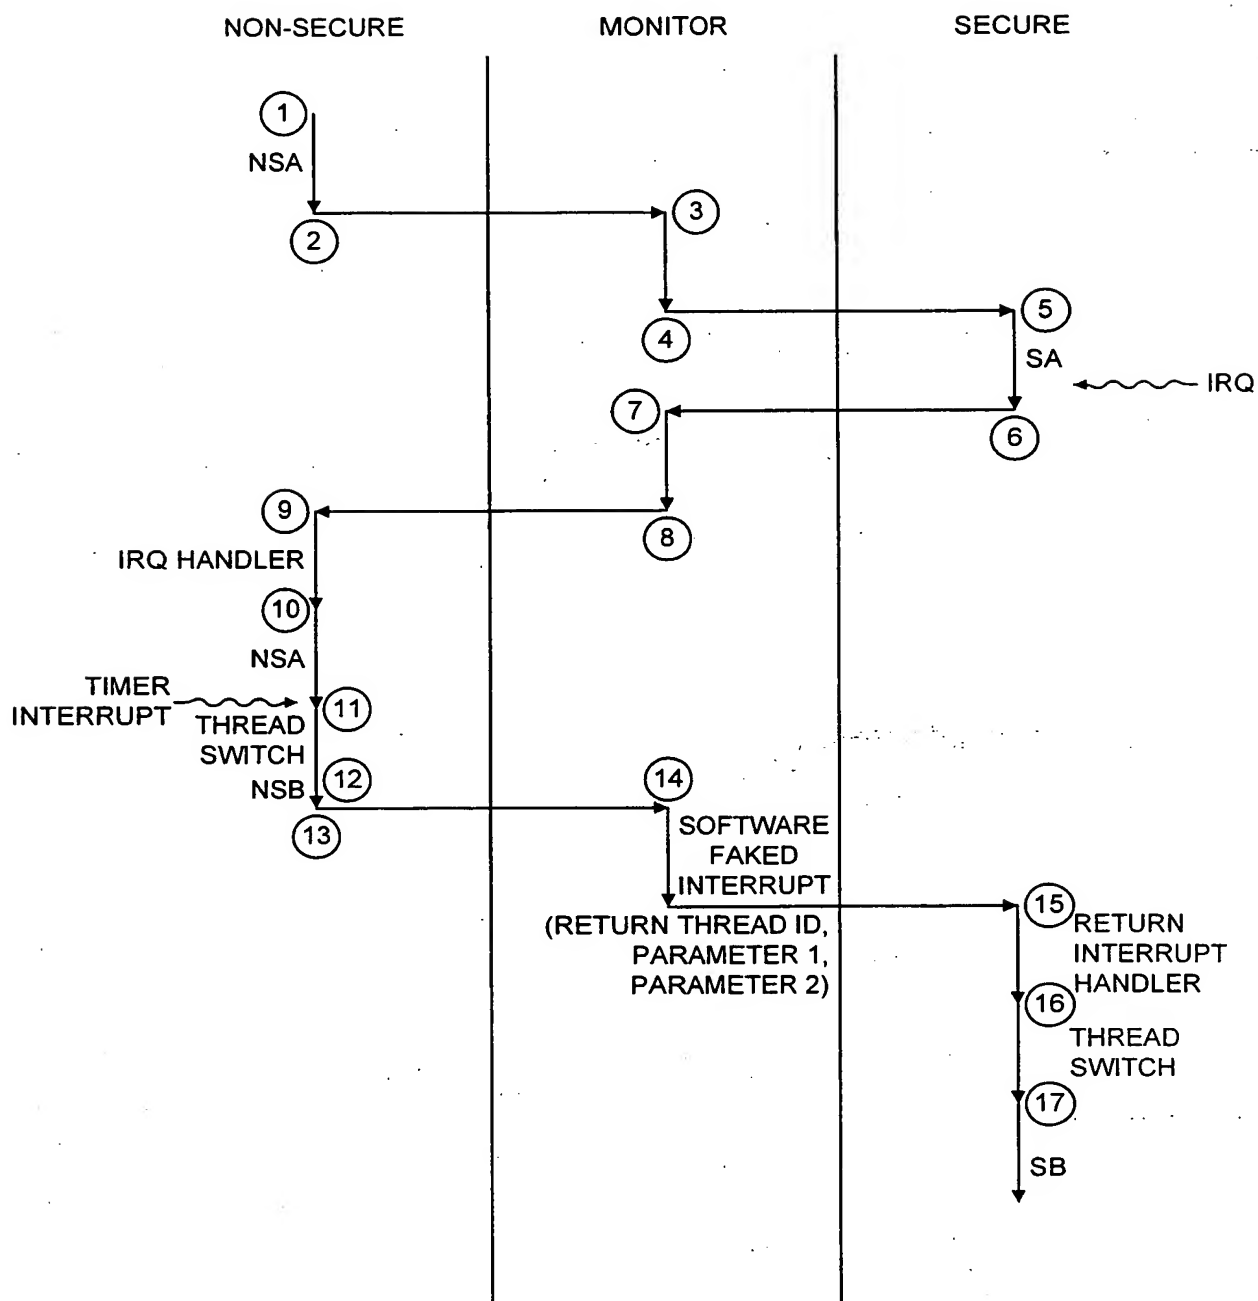 NON-SECURE MONITOR SECURE
1
NSA
2
3
4
5
SA
IRQ
6
7
8
9
IRQ HANDLER
10
NSA
TIMER
INTERRUPT
11
THREAD
SWITCH
NSB
12
13
14
SOFTWARE
FAKED
INTERRUPT
(RETURN THREAD ID,
PARAMETER 1,
PARAMETER 2)
15
RETURN
INTERRUPT
HANDLER
16
THREAD
SWITCH
17
SB